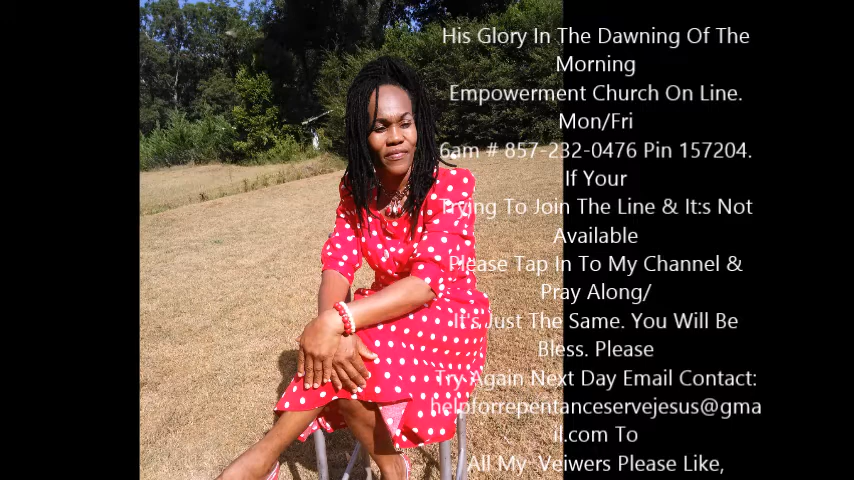 His Glory In The Dawning Of The
Morning
Empowerment Church On Line.
Mon/Fri
6am # 857-232-0476 Pin 157204.
If Your
Trying To Join The Line & It:s Not
Available
Please Tap In To My Channel &
Pray Along/
It's Just The Same. You Will Be
Bless. Please
Try Again Next Day Email Contact:
helpforrepentanceservejesus@gma
il.com To
All My Veiwers Please Like,